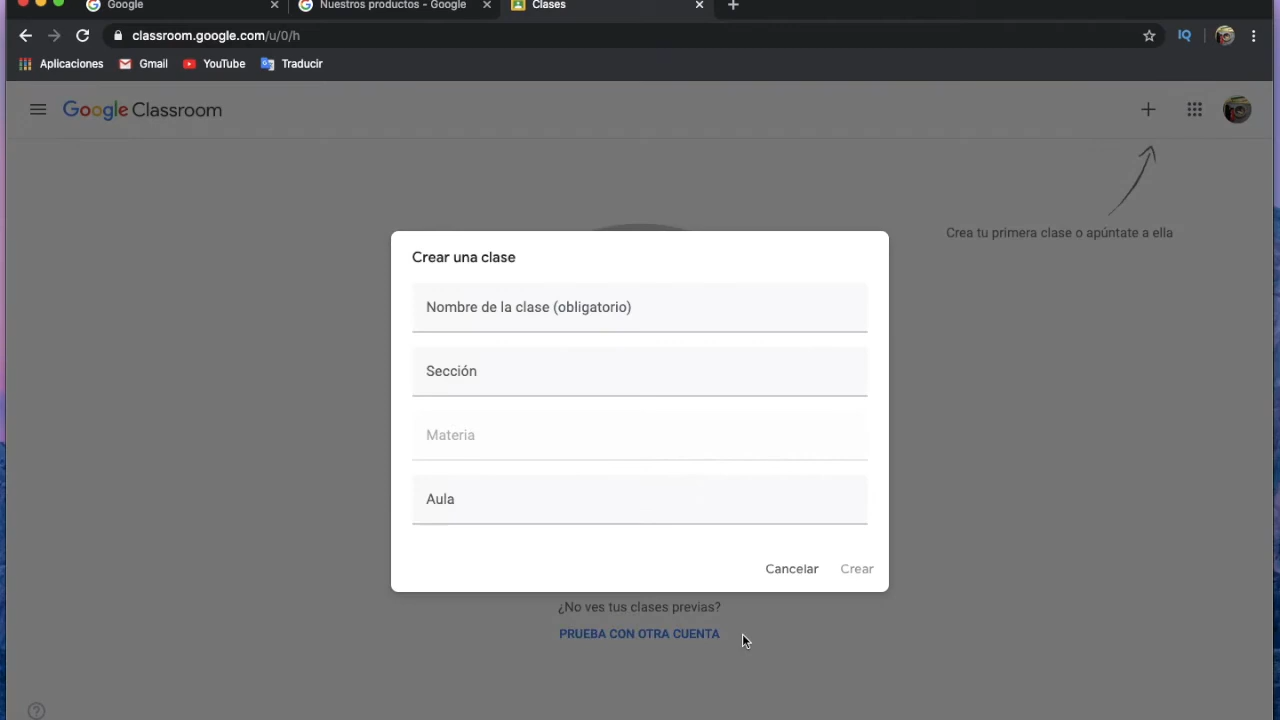 Google
Nuestros productos - Google
Clases
classroom.google.com/u/0/h
IQ
Aplicaciones
Gmail
YouTube
Traducir
Google Classroom
Crea tu primera clase o apúntate a ella
Crear una clase
Nombre de la clase (obligatorio)
Sección
Materia
Aula
Cancelar
Crear
¿No ves tus clases previas?
PRUEBA CON OTRA CUENTA